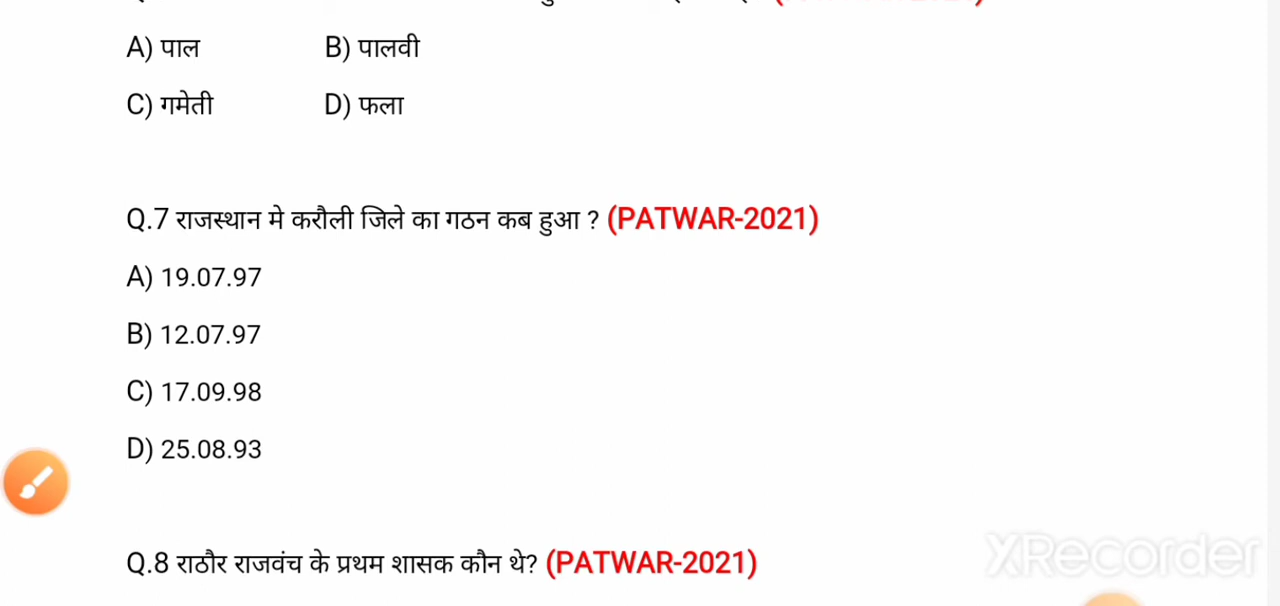 A) पाल B) पालवी
C) गमेती D) फला
Q.7 राजस्थान मे करौली जिले का गठन कब हुआ ? (PATWAR-2021)
A) 19.07.97
B) 12.07.97
C) 17.09.98
D) 25.08.93
Q.8 राठौर राजवंच के प्रथम शासक कौन थे? (PATWAR-2021)
XRecorder